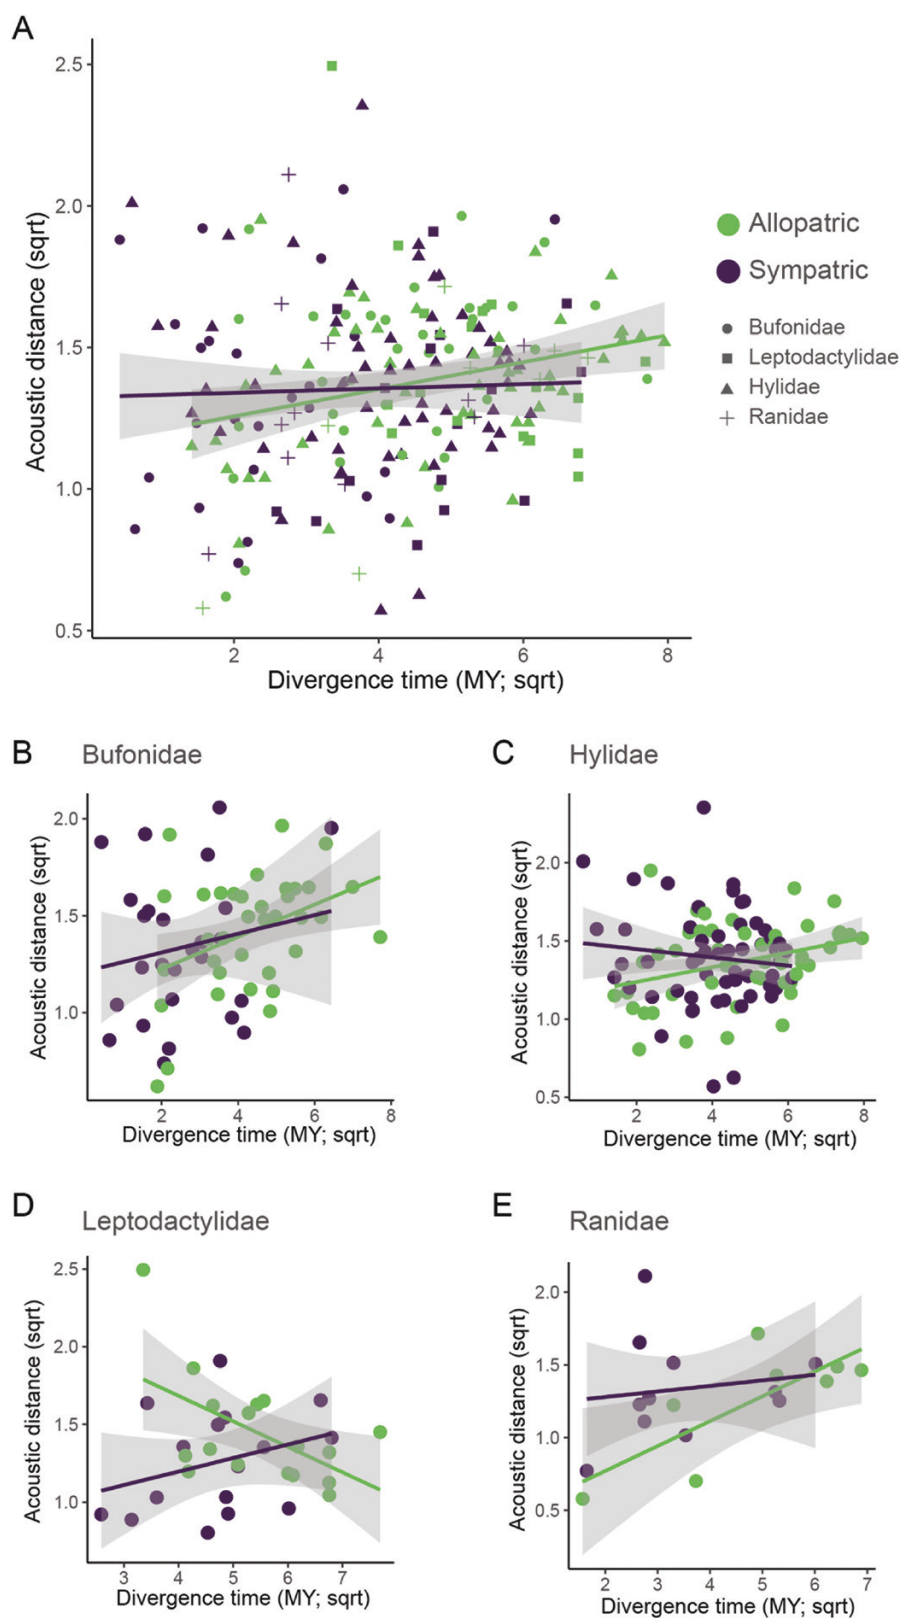 A
2.5
2.0
1.5
1.0
0.5
Acoustic distance (sqrt)
2 4 6 8
Divergence time (MY; sqrt)
Allopatric
Sympatric
Bufonidae
Leptodactylidae
Hylidae
Ranidae
B Bufonidae
2.0
1.5
1.0
Acoustic distance (sqrt)
2 4 6 8
Divergence time (MY; sqrt)
C Hylidae
2.0
1.5
1.0
0.5
Acoustic distance (sqrt)
2 4 6 8
Divergence time (MY; sqrt)
D Leptodactylidae
2.5
2.0
1.5
1.0
Acoustic distance (sqrt)
3 4 5 6 7
Divergence time (MY; sqrt)
E Ranidae
2.0
1.5
1.0
0.5
Acoustic distance (sqrt)
2 3 4 5 6 7
Divergence time (MY; sqrt)